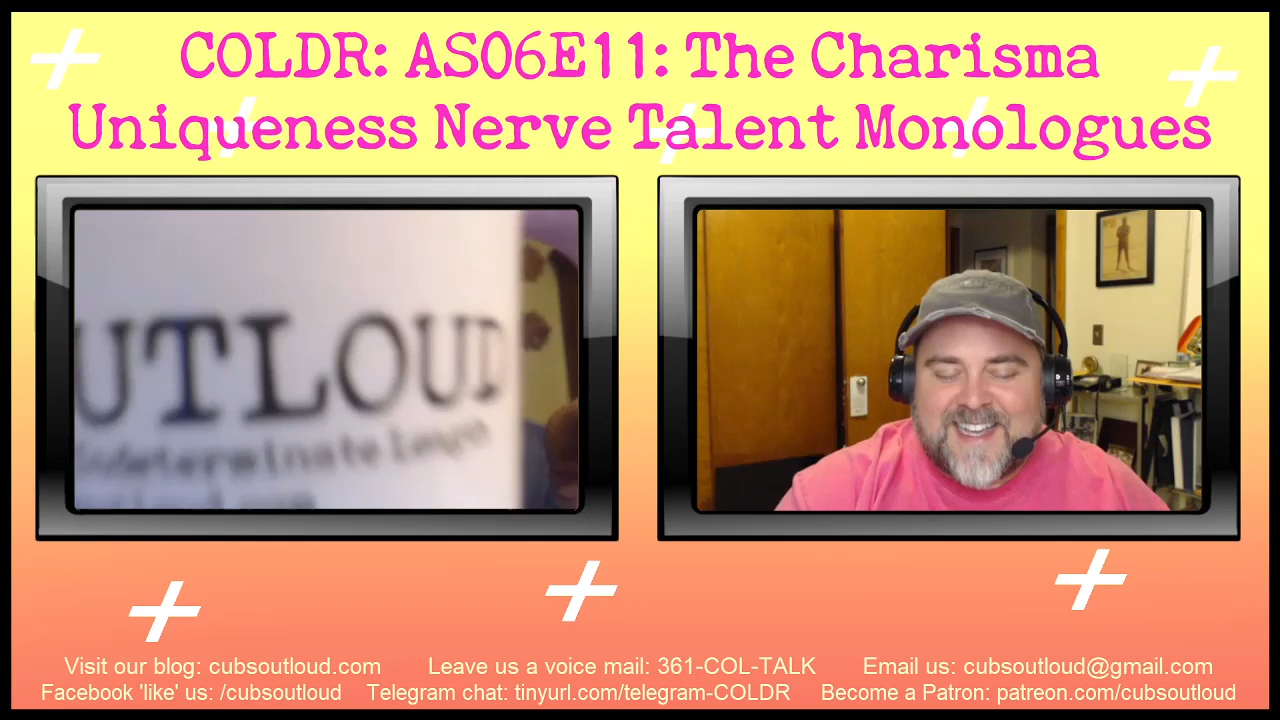 COLDR: AS06E11: The Charisma
Uniqueness Nerve Talent Monologues
UTLOUD
Visit our blog: cubsoutloud.com Leave us a voice mail: 361-COL-TALK Email us: cubsoutloud@gmail.com
Facebook 'like' us: /cubsoutloud Telegram chat: tinyurl.com/telegram-COLDR Become a Patron: patreon.com/cubsoutloud